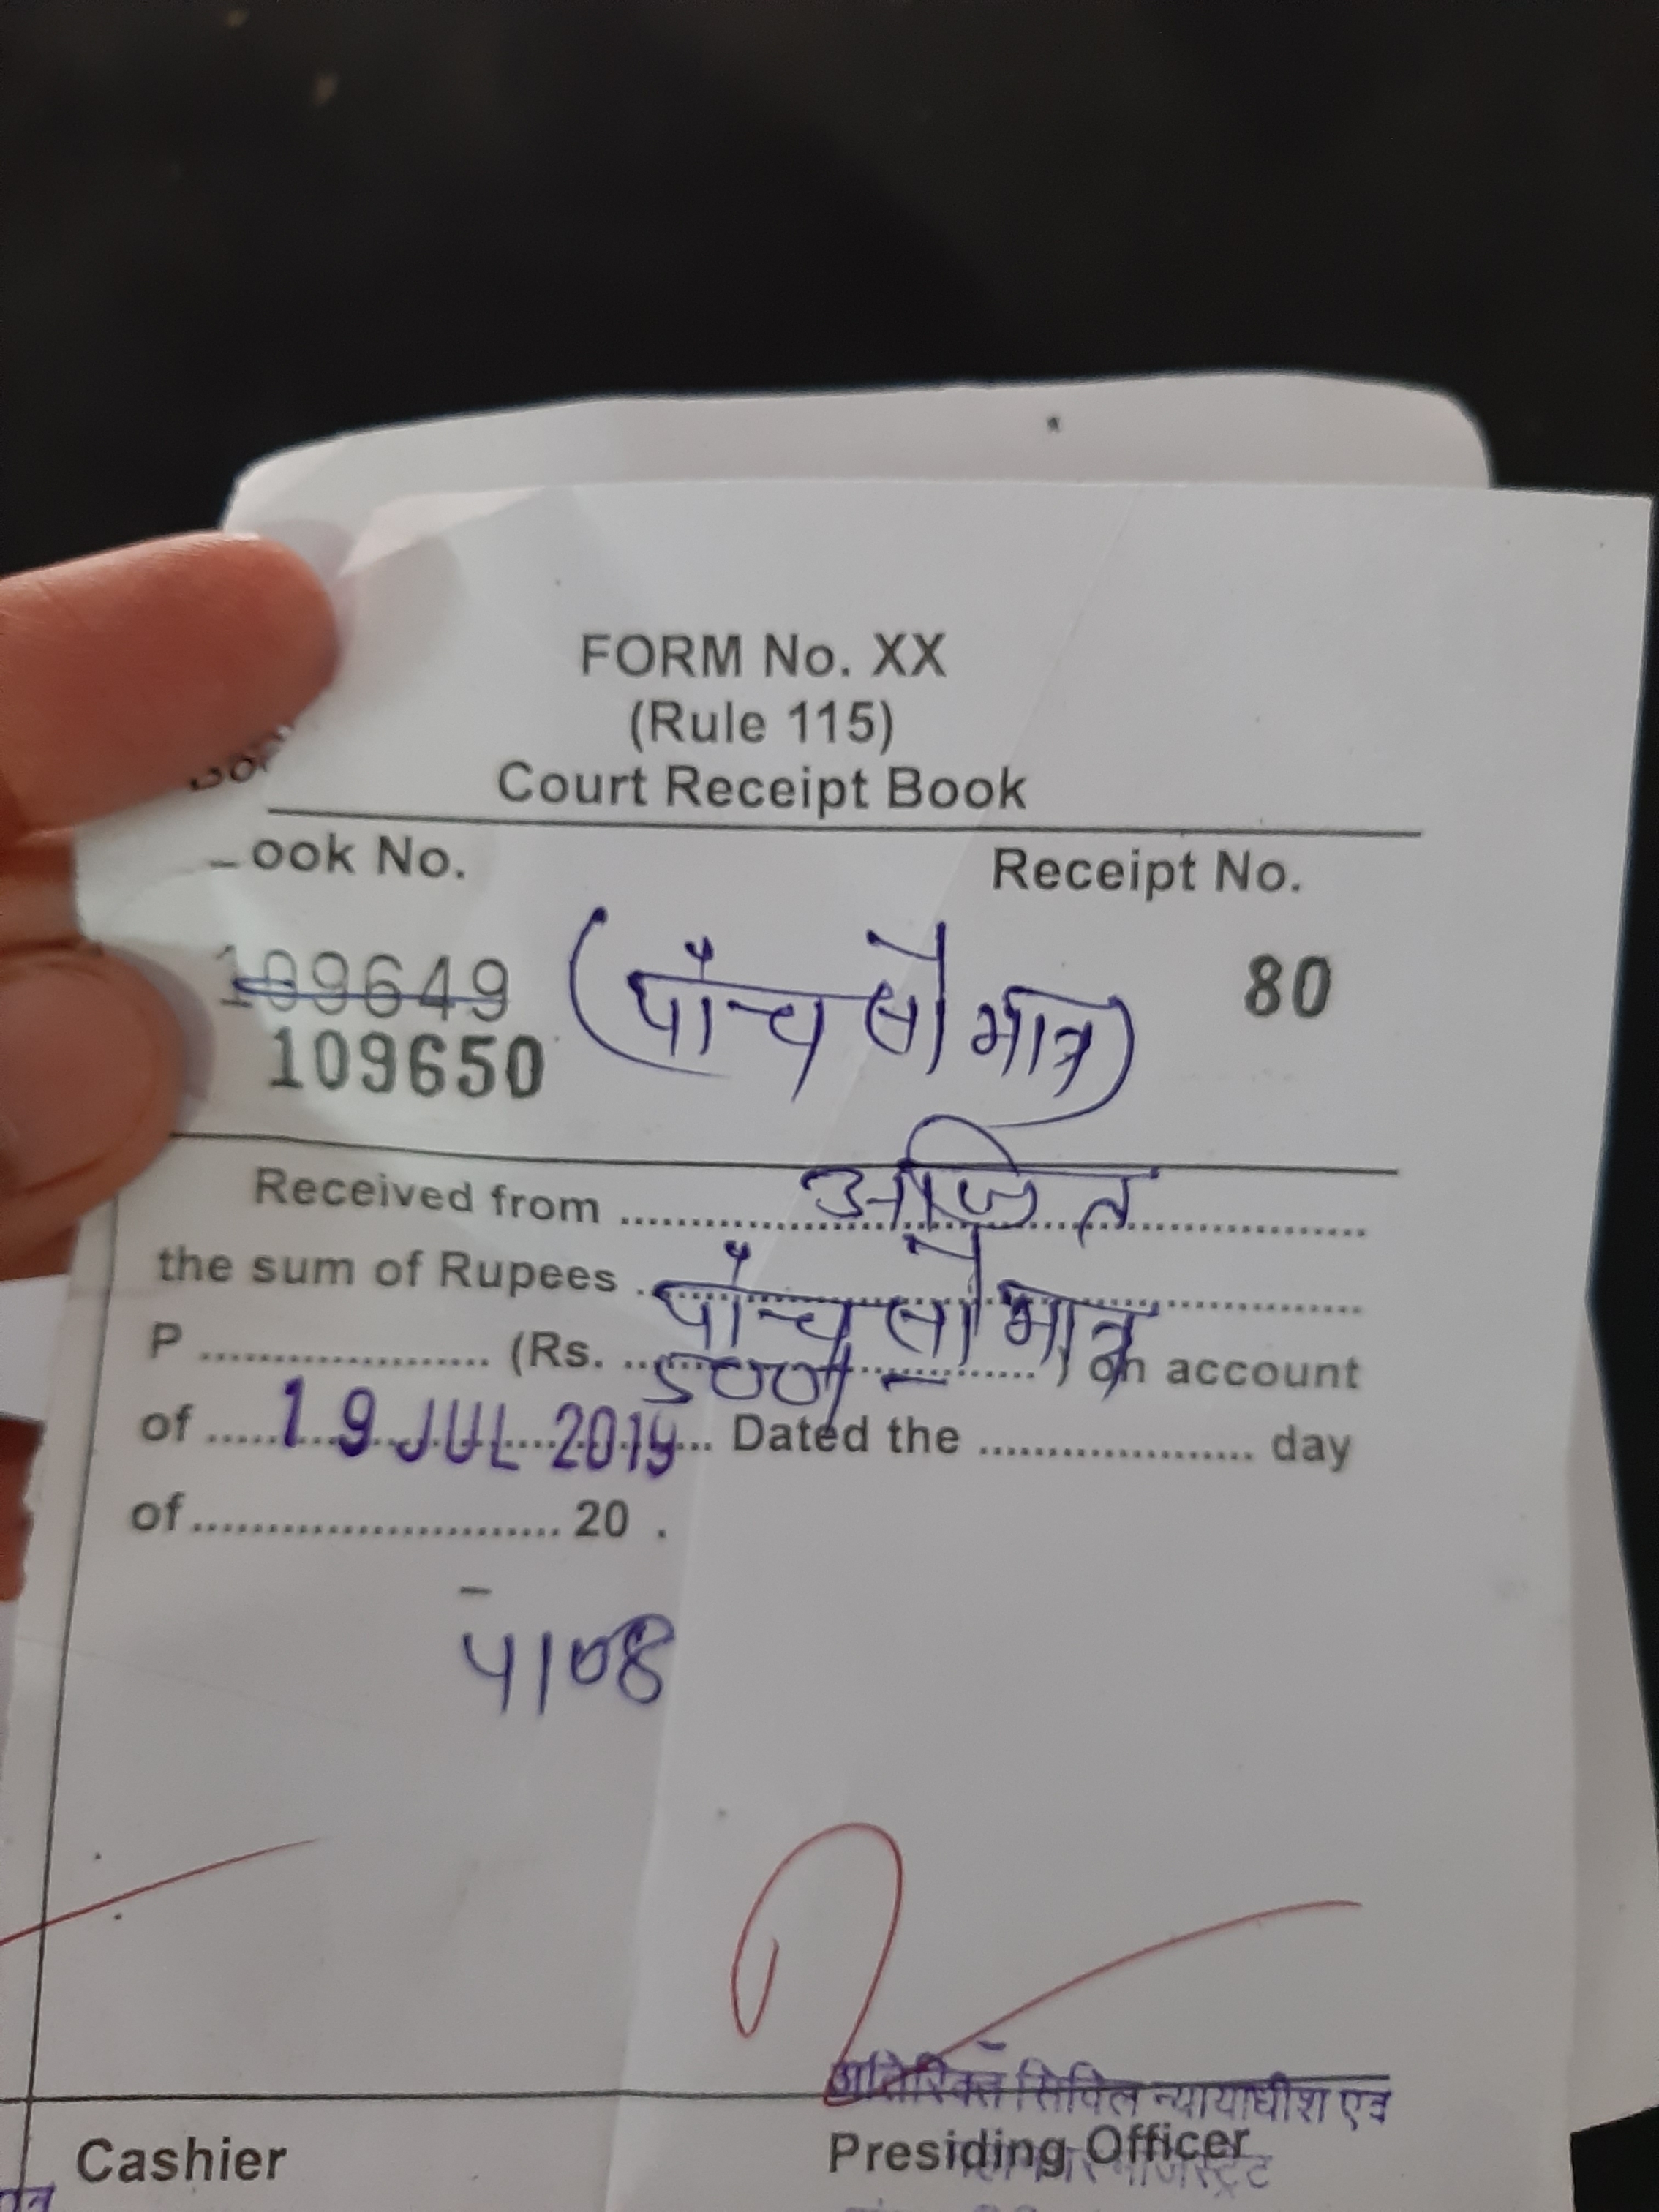 FORM No. XX
(Rule 115)
Court Receipt Book
ook No. Receipt No.
109649 (पाँच सौ मात्र) 80
109650
Received from अजित
the sum of Rupees पाँच सौ मात्र
P (Rs. 500/- ) on account
of 19 JUL 2019 Dated the day
of 20 .
अतिरिक्त सिविल न्यायाधीश एवं
Cashier Presiding Officer